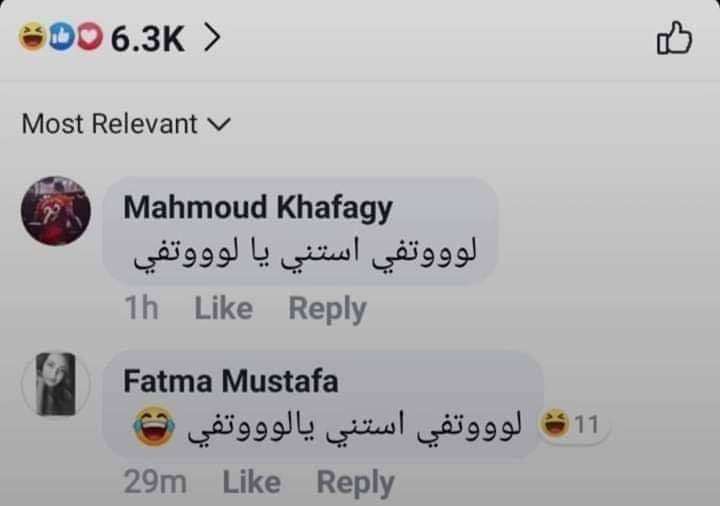 6.3K
Most Relevant
Mahmoud Khafagy
لوووتفي استني يا لوووتفي
1h Like Reply
Fatma Mustafa
لوووتفي استني يالوووتفي 😂
😆 11
29m Like Reply